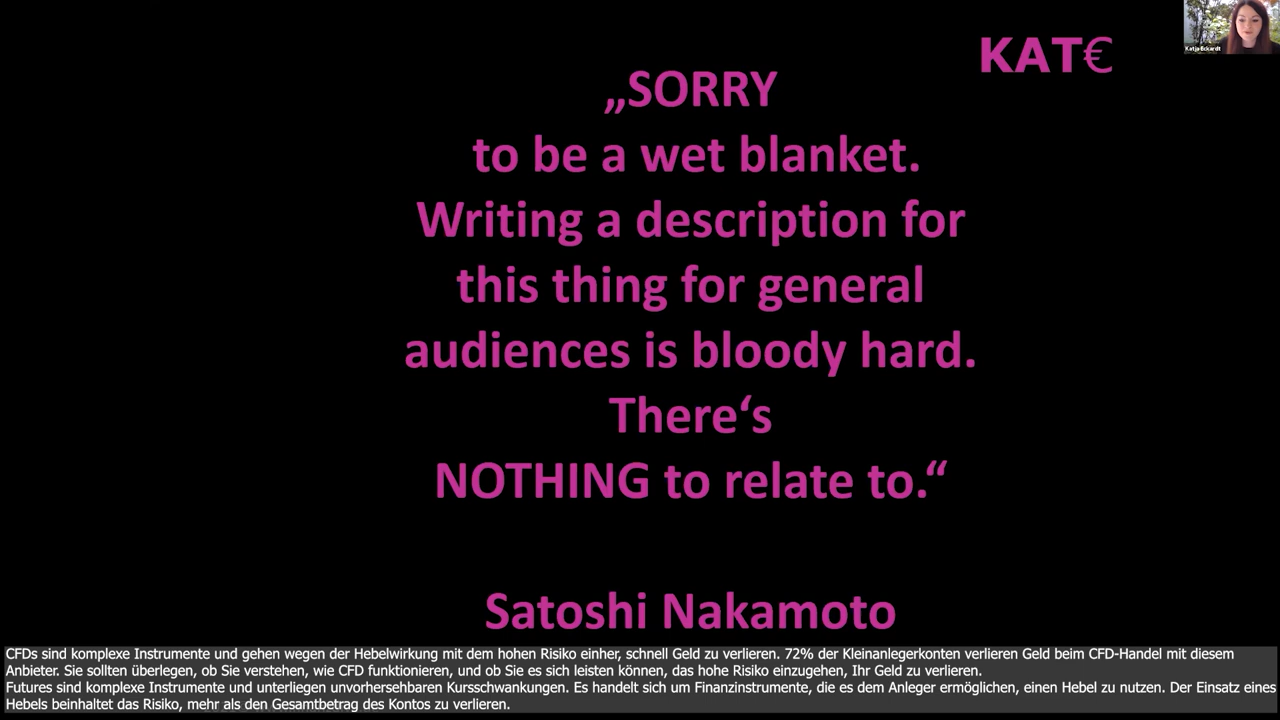 KAT€
Katja Eckardt
„SORRY
to be a wet blanket.
Writing a description for
this thing for general
audiences is bloody hard.
There‘s
NOTHING to relate to.“
Satoshi Nakamoto
CFDs sind komplexe Instrumente und gehen wegen der Hebelwirkung mit dem hohen Risiko einher, schnell Geld zu verlieren. 72% der Kleinanlegerkonten verlieren Geld beim CFD-Handel mit diesem
Anbieter. Sie sollten überlegen, ob Sie verstehen, wie CFD funktionieren, und ob Sie es sich leisten können, das hohe Risiko einzugehen, Ihr Geld zu verlieren.
Futures sind komplexe Instrumente und unterliegen unvorhersehbaren Kursschwankungen. Es handelt sich um Finanzinstrumente, die es dem Anleger ermöglichen, einen Hebel zu nutzen. Der Einsatz eines
Hebels beinhaltet das Risiko, mehr als den Gesamtbetrag des Kontos zu verlieren.